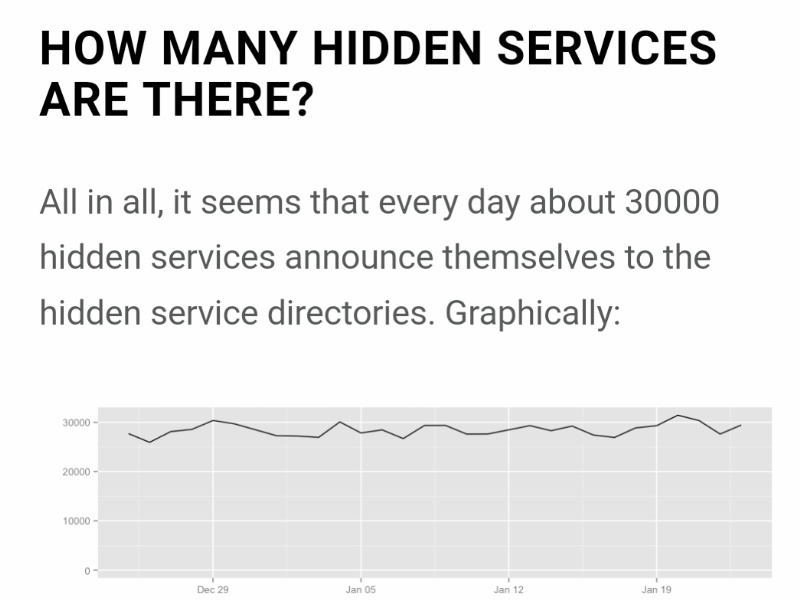 HOW MANY HIDDEN SERVICES
ARE THERE?
All in all, it seems that every day about 30000
hidden services announce themselves to the
hidden service directories. Graphically:
30000
20000
10000
0
Dec 29 Jan 05 Jan 12 Jan 19